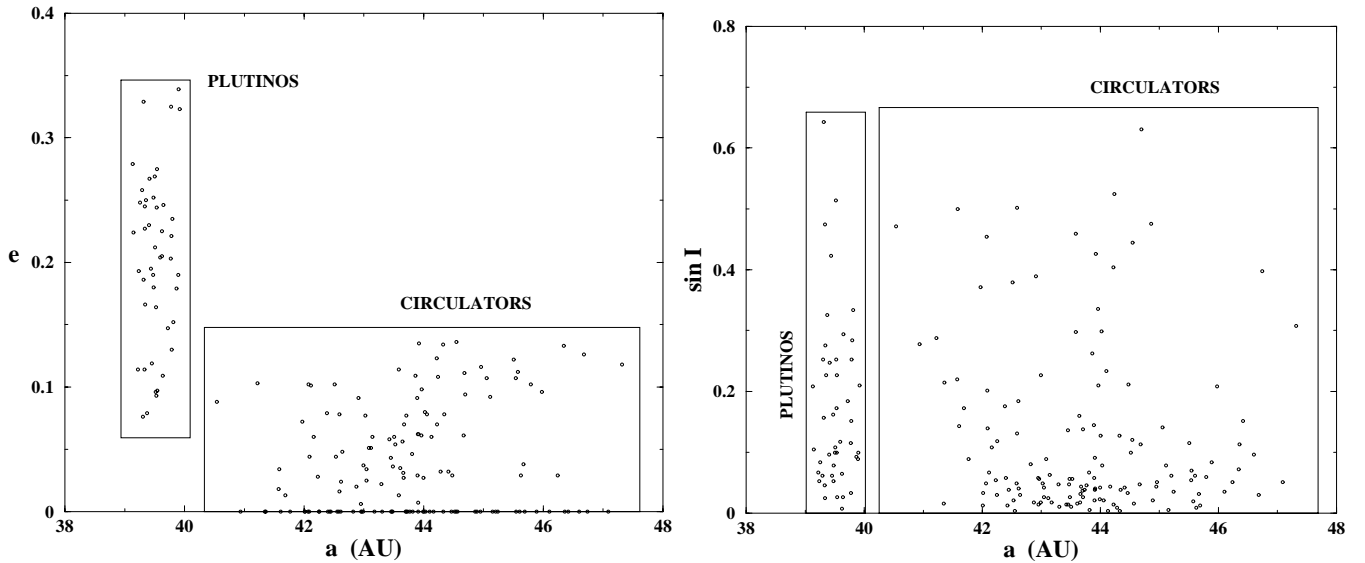 0.4
0.3
0.2
0.1
0
e
PLUTINOS
CIRCULATORS
38 40 42 44 46 48
a (AU)
0.8
0.6
0.4
0.2
0
sin I
PLUTINOS
CIRCULATORS
38 40 42 44 46 48
a (AU)